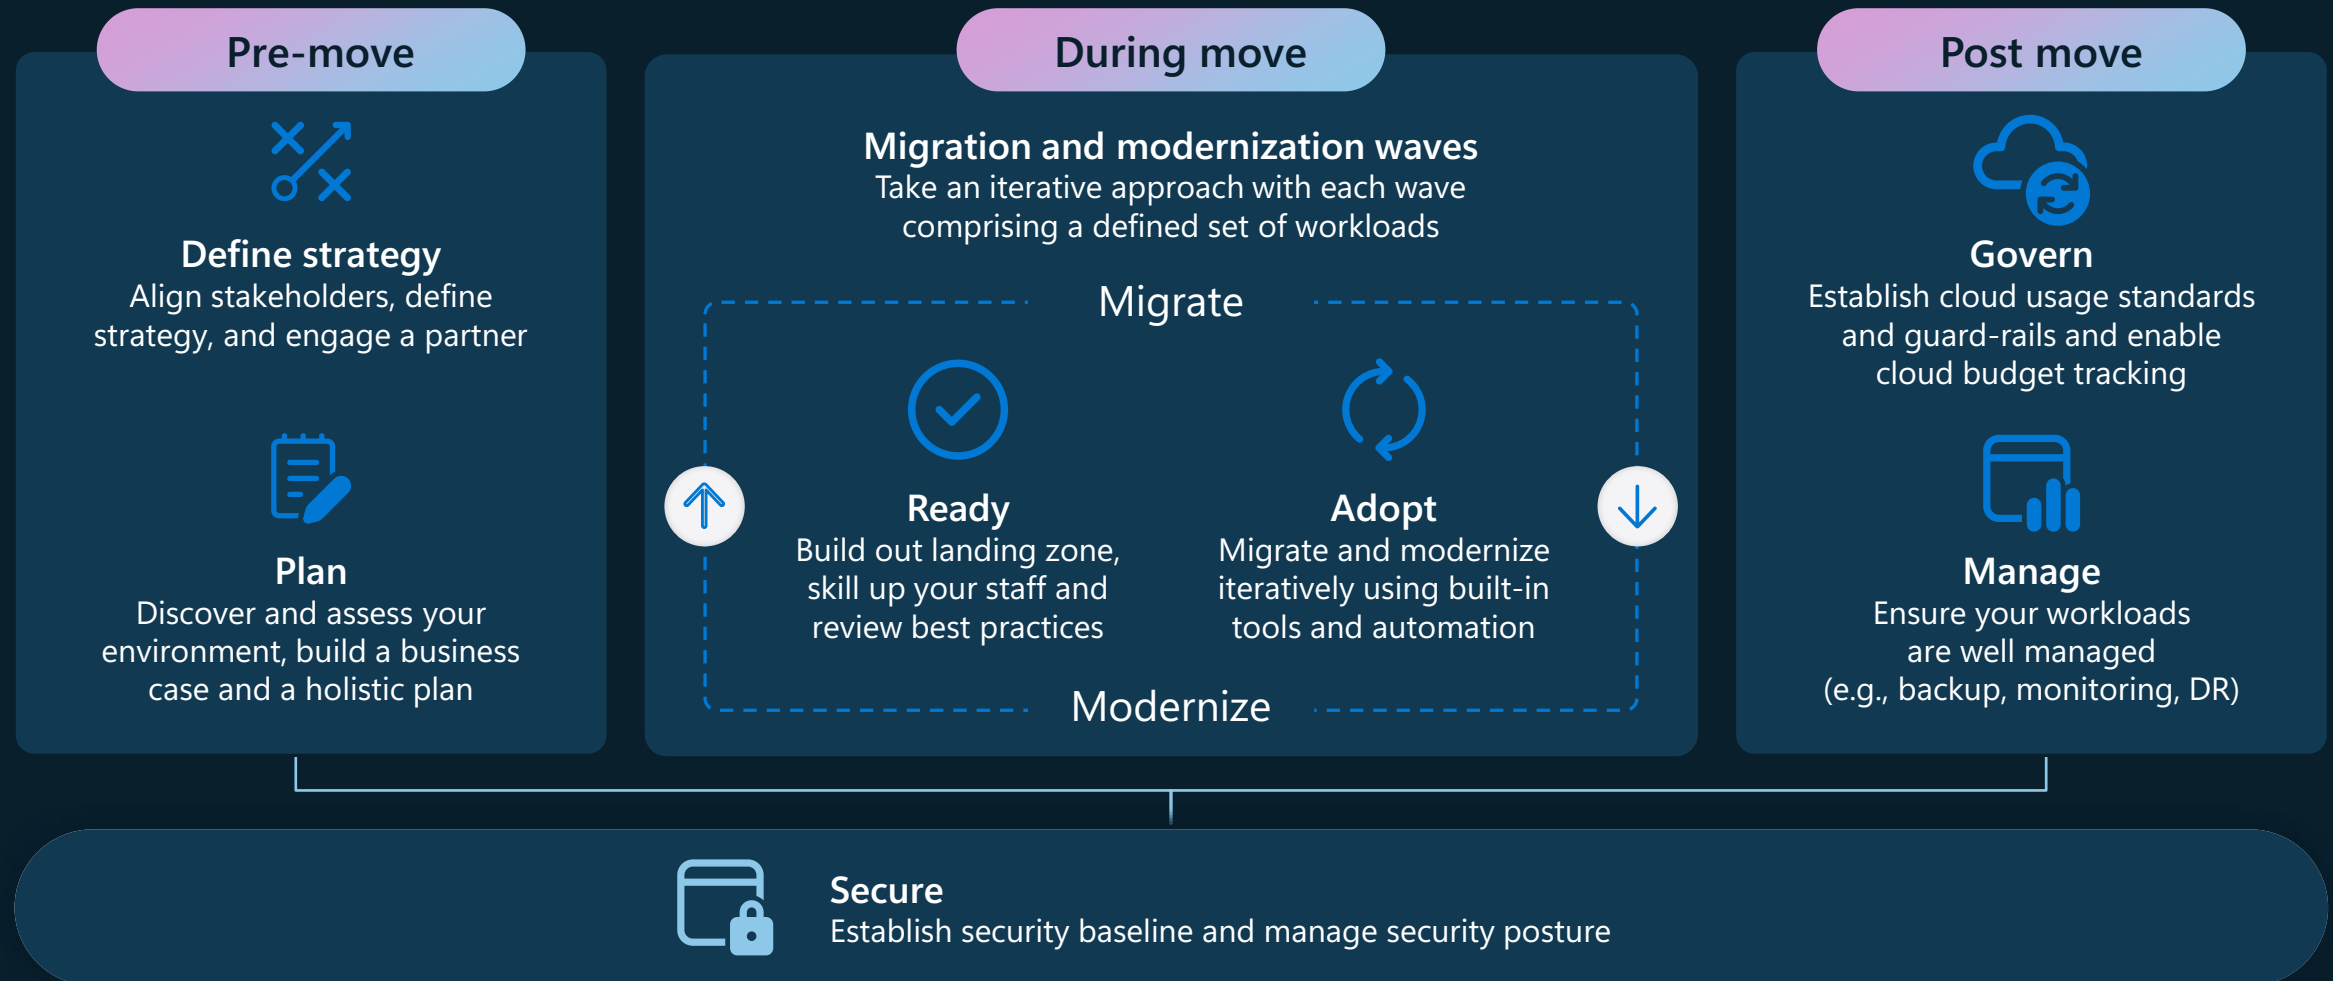 Pre-move
Define strategy
Align stakeholders, define
strategy, and engage a partner
Plan
Discover and assess your
environment, build a business
case and a holistic plan
During move
Migration and modernization waves
Take an iterative approach with each wave
comprising a defined set of workloads
Migrate
Ready
Build out landing zone,
skill up your staff and
review best practices
Adopt
Migrate and modernize
iteratively using built-in
tools and automation
Modernize
Post move
Govern
Establish cloud usage standards
and guard-rails and enable
cloud budget tracking
Manage
Ensure your workloads
are well managed
(e.g., backup, monitoring, DR)
Secure
Establish security baseline and manage security posture